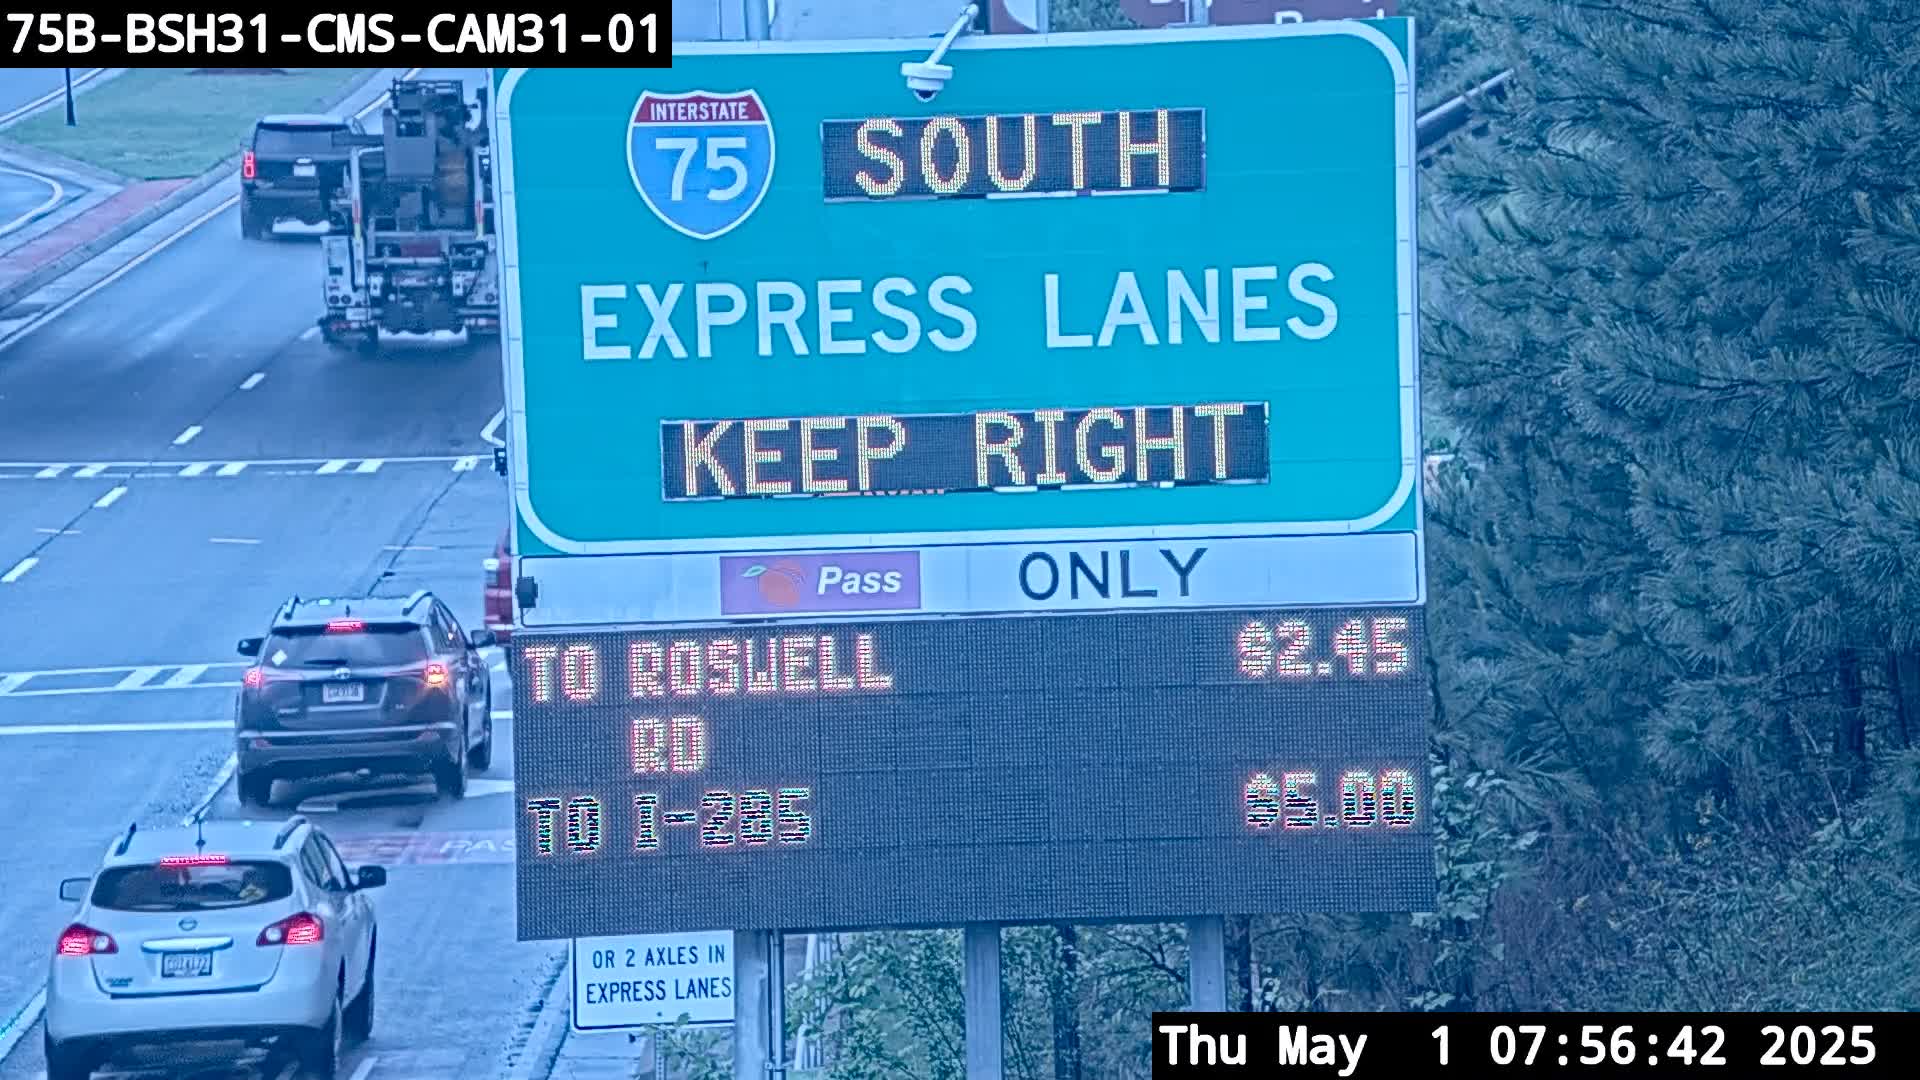 75B-BSH31-CMS-CAM31-01
INTERSTATE
75
SOUTH
EXPRESS LANES
KEEP RIGHT
Pass
ONLY
TO ROSWELL $2.45
RD
TO I-285 $5.00
OR 2 AXLES IN
EXPRESS LANES
Thu May 1 07:56:42 2025